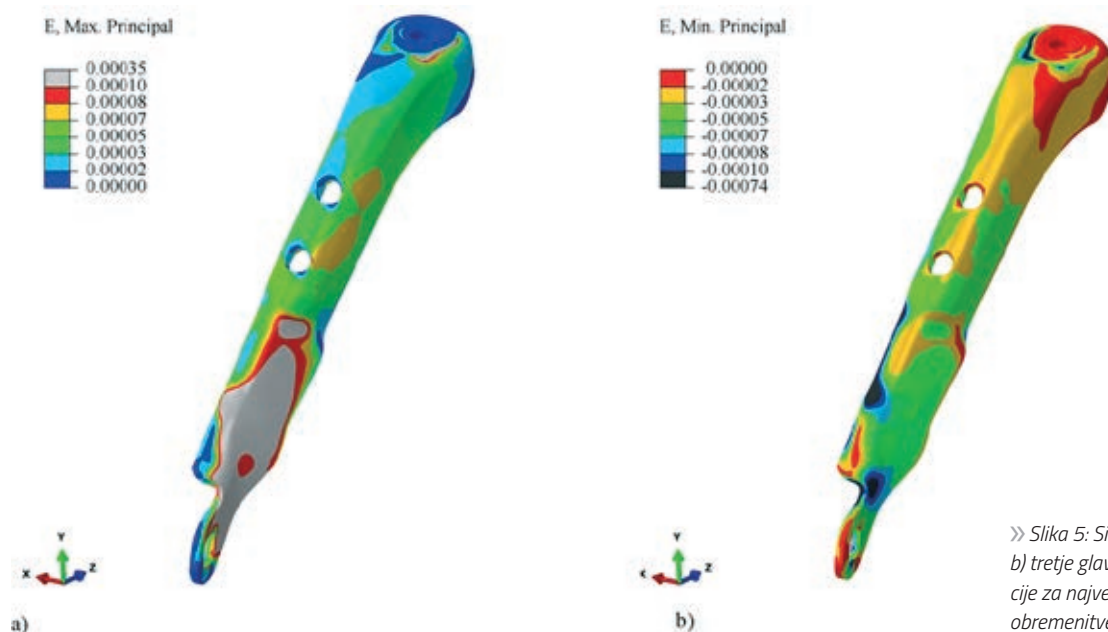 E, Max. Principal
0.00035
0.00010
0.00008
0.00007
0.00005
0.00003
0.00002
0.00000
Y
X
Z
a)
E, Min. Principal
0.00000
-0.00002
-0.00003
-0.00005
-0.00007
-0.00008
-0.00010
-0.00074
Y
Z
b)
» Slika 5: Si
b) tretje glav
cije za najve
obremenitve